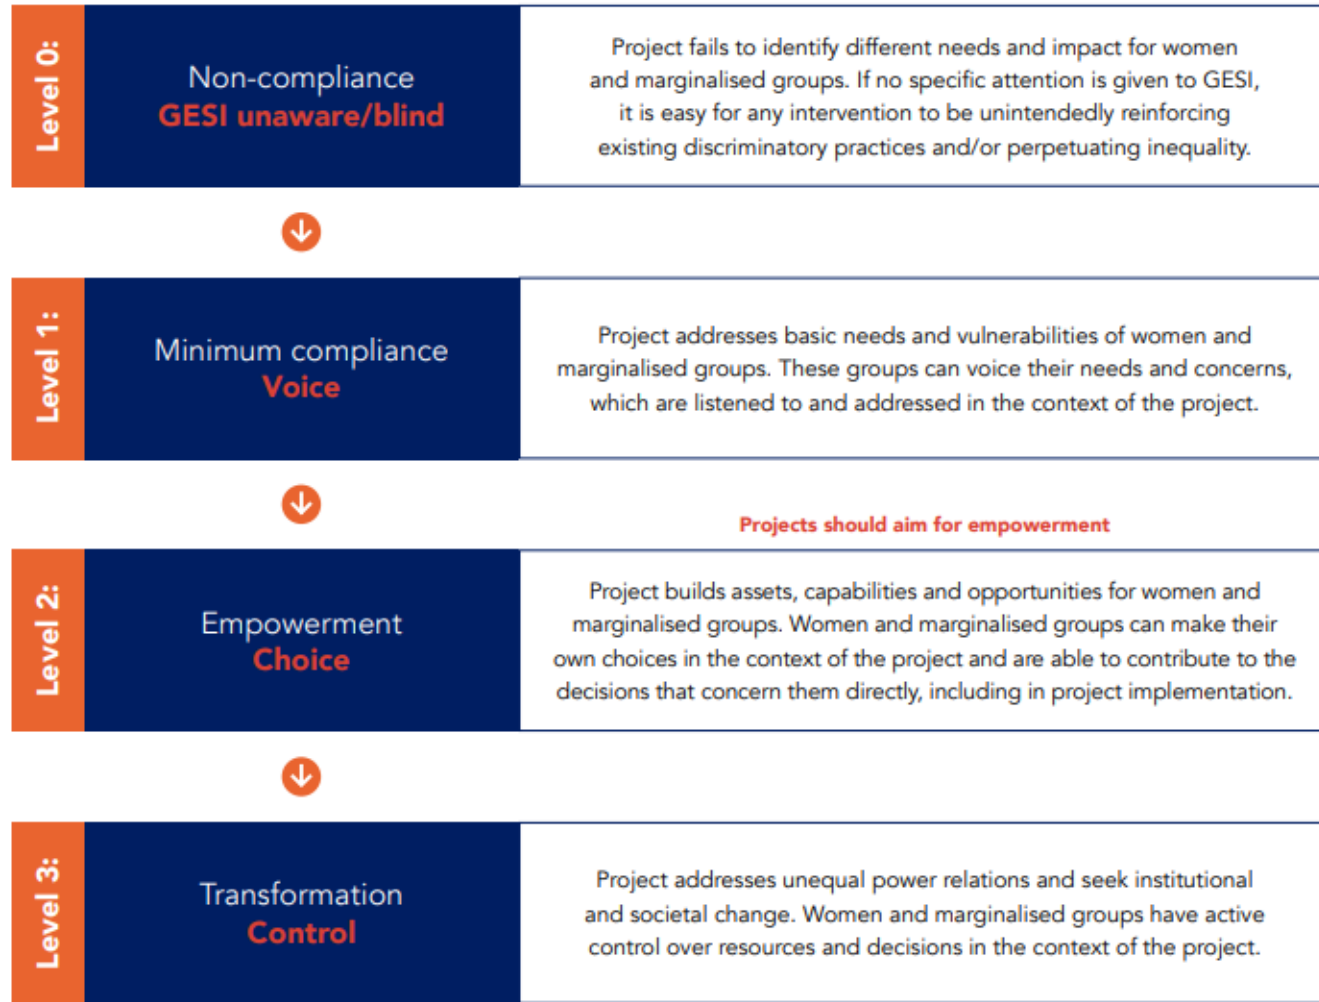 Level 0:
Non-compliance
GESI unaware/blind
Project fails to identify different needs and impact for women
and marginalised groups. If no specific attention is given to GESI,
it is easy for any intervention to be unintendedly reinforcing
existing discriminatory practices and/or perpetuating inequality.
Level 1:
Minimum compliance
Voice
Project addresses basic needs and vulnerabilities of women and
marginalised groups. These groups can voice their needs and concerns,
which are listened to and addressed in the context of the project.
Projects should aim for empowerment
Level 2:
Empowerment
Choice
Project builds assets, capabilities and opportunities for women and
marginalised groups. Women and marginalised groups can make their
own choices in the context of the project and are able to contribute to the
decisions that concern them directly, including in project implementation.
Level 3:
Transformation
Control
Project addresses unequal power relations and seek institutional
and societal change. Women and marginalised groups have active
control over resources and decisions in the context of the project.